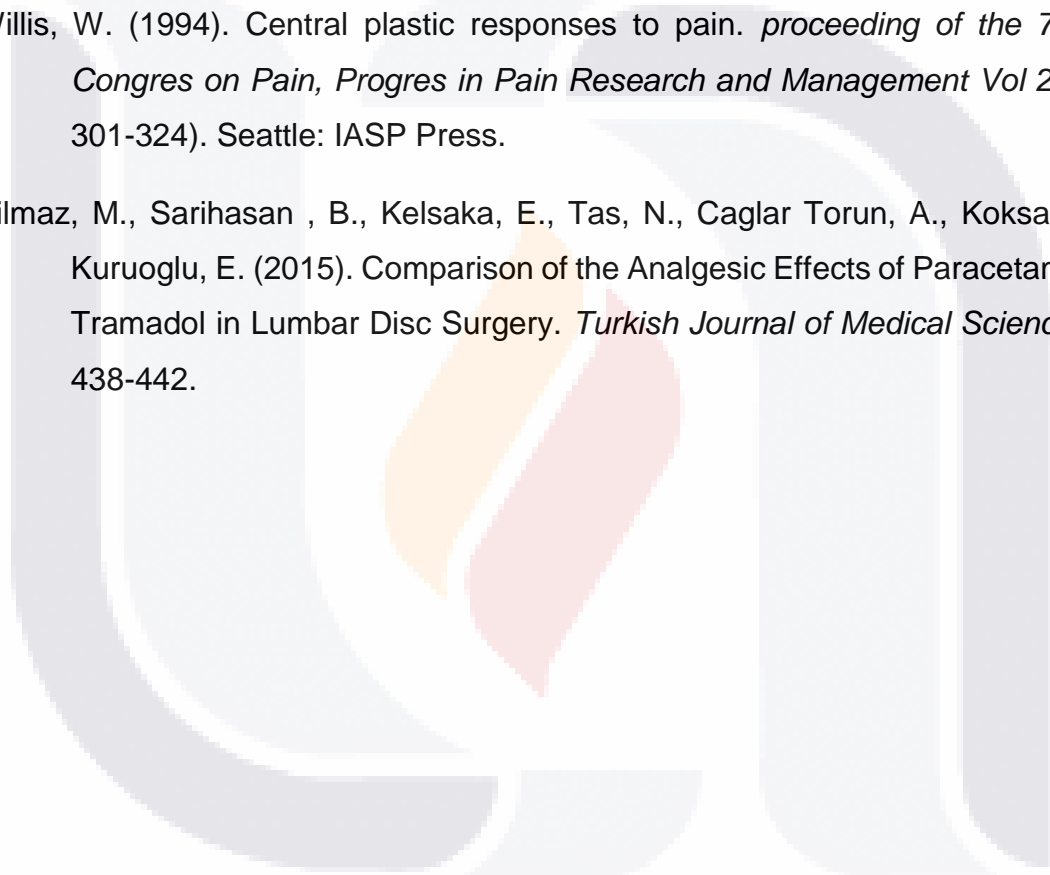 illis, W. (1994). Central plastic responses to pain. proceeding of the 7
Congres on Pain, Progres in Pain Research and Management Vol 2
301-324). Seattle: IASP Press.
ilmaz, M., Sarihasan , B., Kelsaka, E., Tas, N., Caglar Torun, A., Koksa
Kuruoglu, E. (2015). Comparison of the Analgesic Effects of Paracetar
Tramadol in Lumbar Disc Surgery. Turkish Journal of Medical Scienc
438-442.